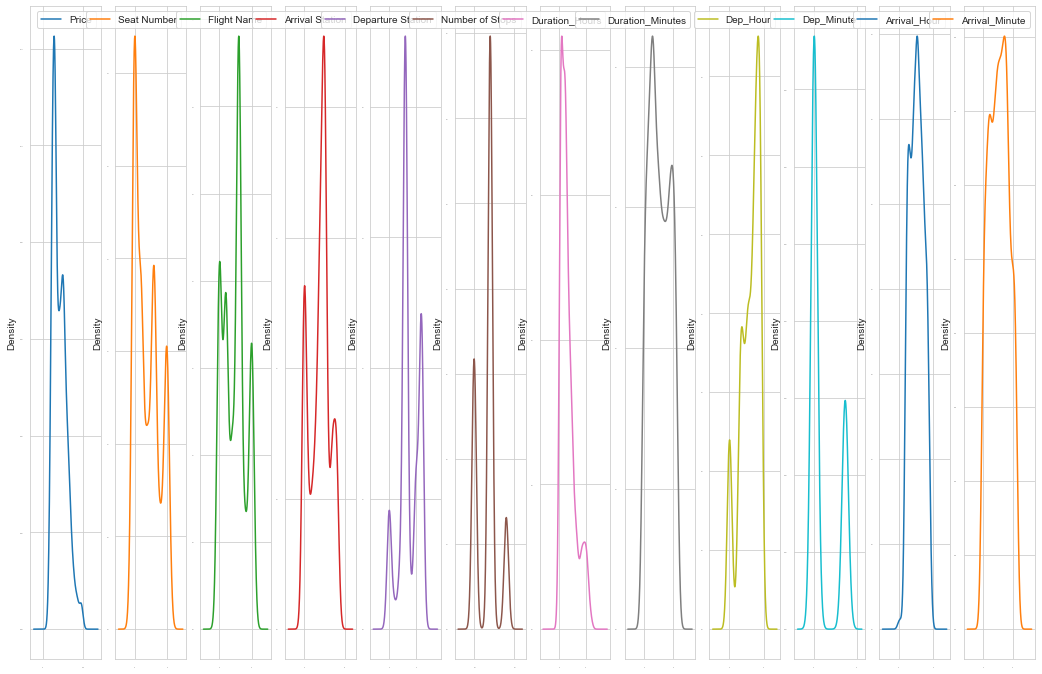 Price
Seat Number
Flight Name
Arrival Station
Departure Station
Number of Stops
Duration_Hours
Duration_Minutes
Dep_Hour
Dep_Minute
Arrival_Hour
Arrival_Minute
Density
Density
Density
Density
Density
Density
Density
Density
Density
Density
Density
Density